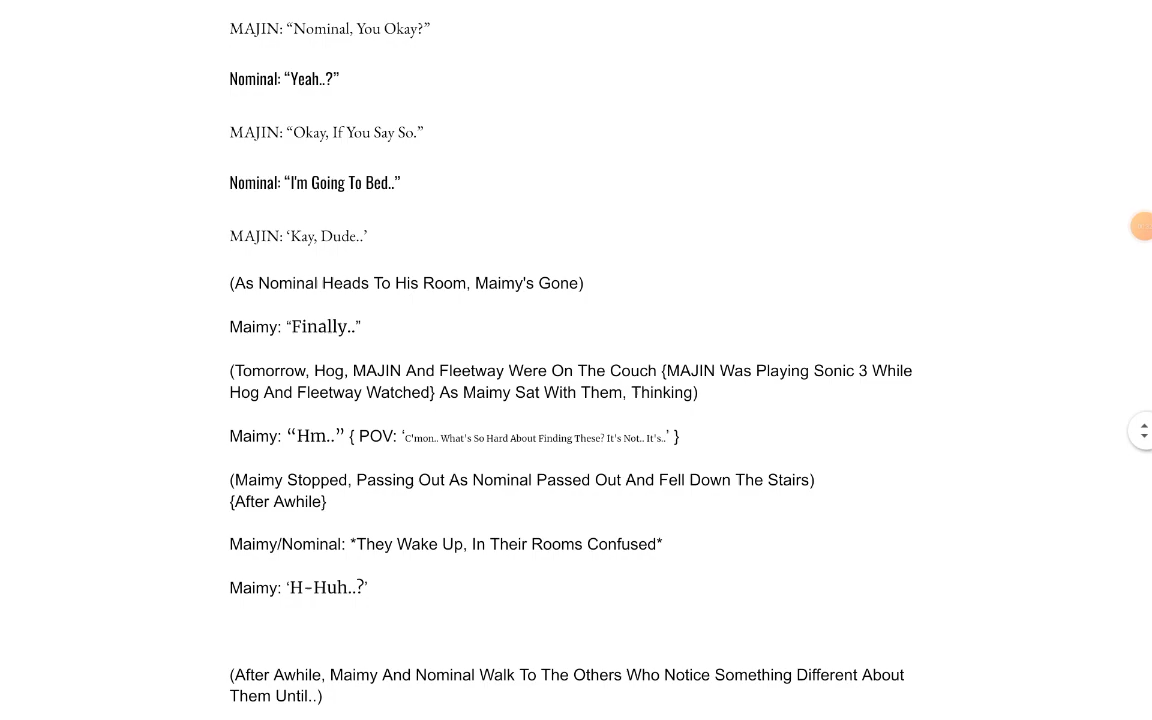 MAJIN: “Nominal, You Okay?”
Nominal: “Yeah..?”
MAJIN: “Okay, If You Say So.”
Nominal: “I'm Going To Bed..”
MAJIN: ‘Kay, Dude..’
(As Nominal Heads To His Room, Maimy's Gone)
Maimy: “Finally..”
(Tomorrow, Hog, MAJIN And Fleetway Were On The Couch {MAJIN Was Playing Sonic 3 While
Hog And Fleetway Watched} As Maimy Sat With Them, Thinking)
Maimy: “Hm..” { POV: ‘C'mon.. What's So Hard About Finding These? It's Not.. It's..’ }
(Maimy Stopped, Passing Out As Nominal Passed Out And Fell Down The Stairs)
{After Awhile}
Maimy/Nominal: *They Wake Up, In Their Rooms Confused*
Maimy: ‘H-Huh..?’
(After Awhile, Maimy And Nominal Walk To The Others Who Notice Something Different About
Them Until..)